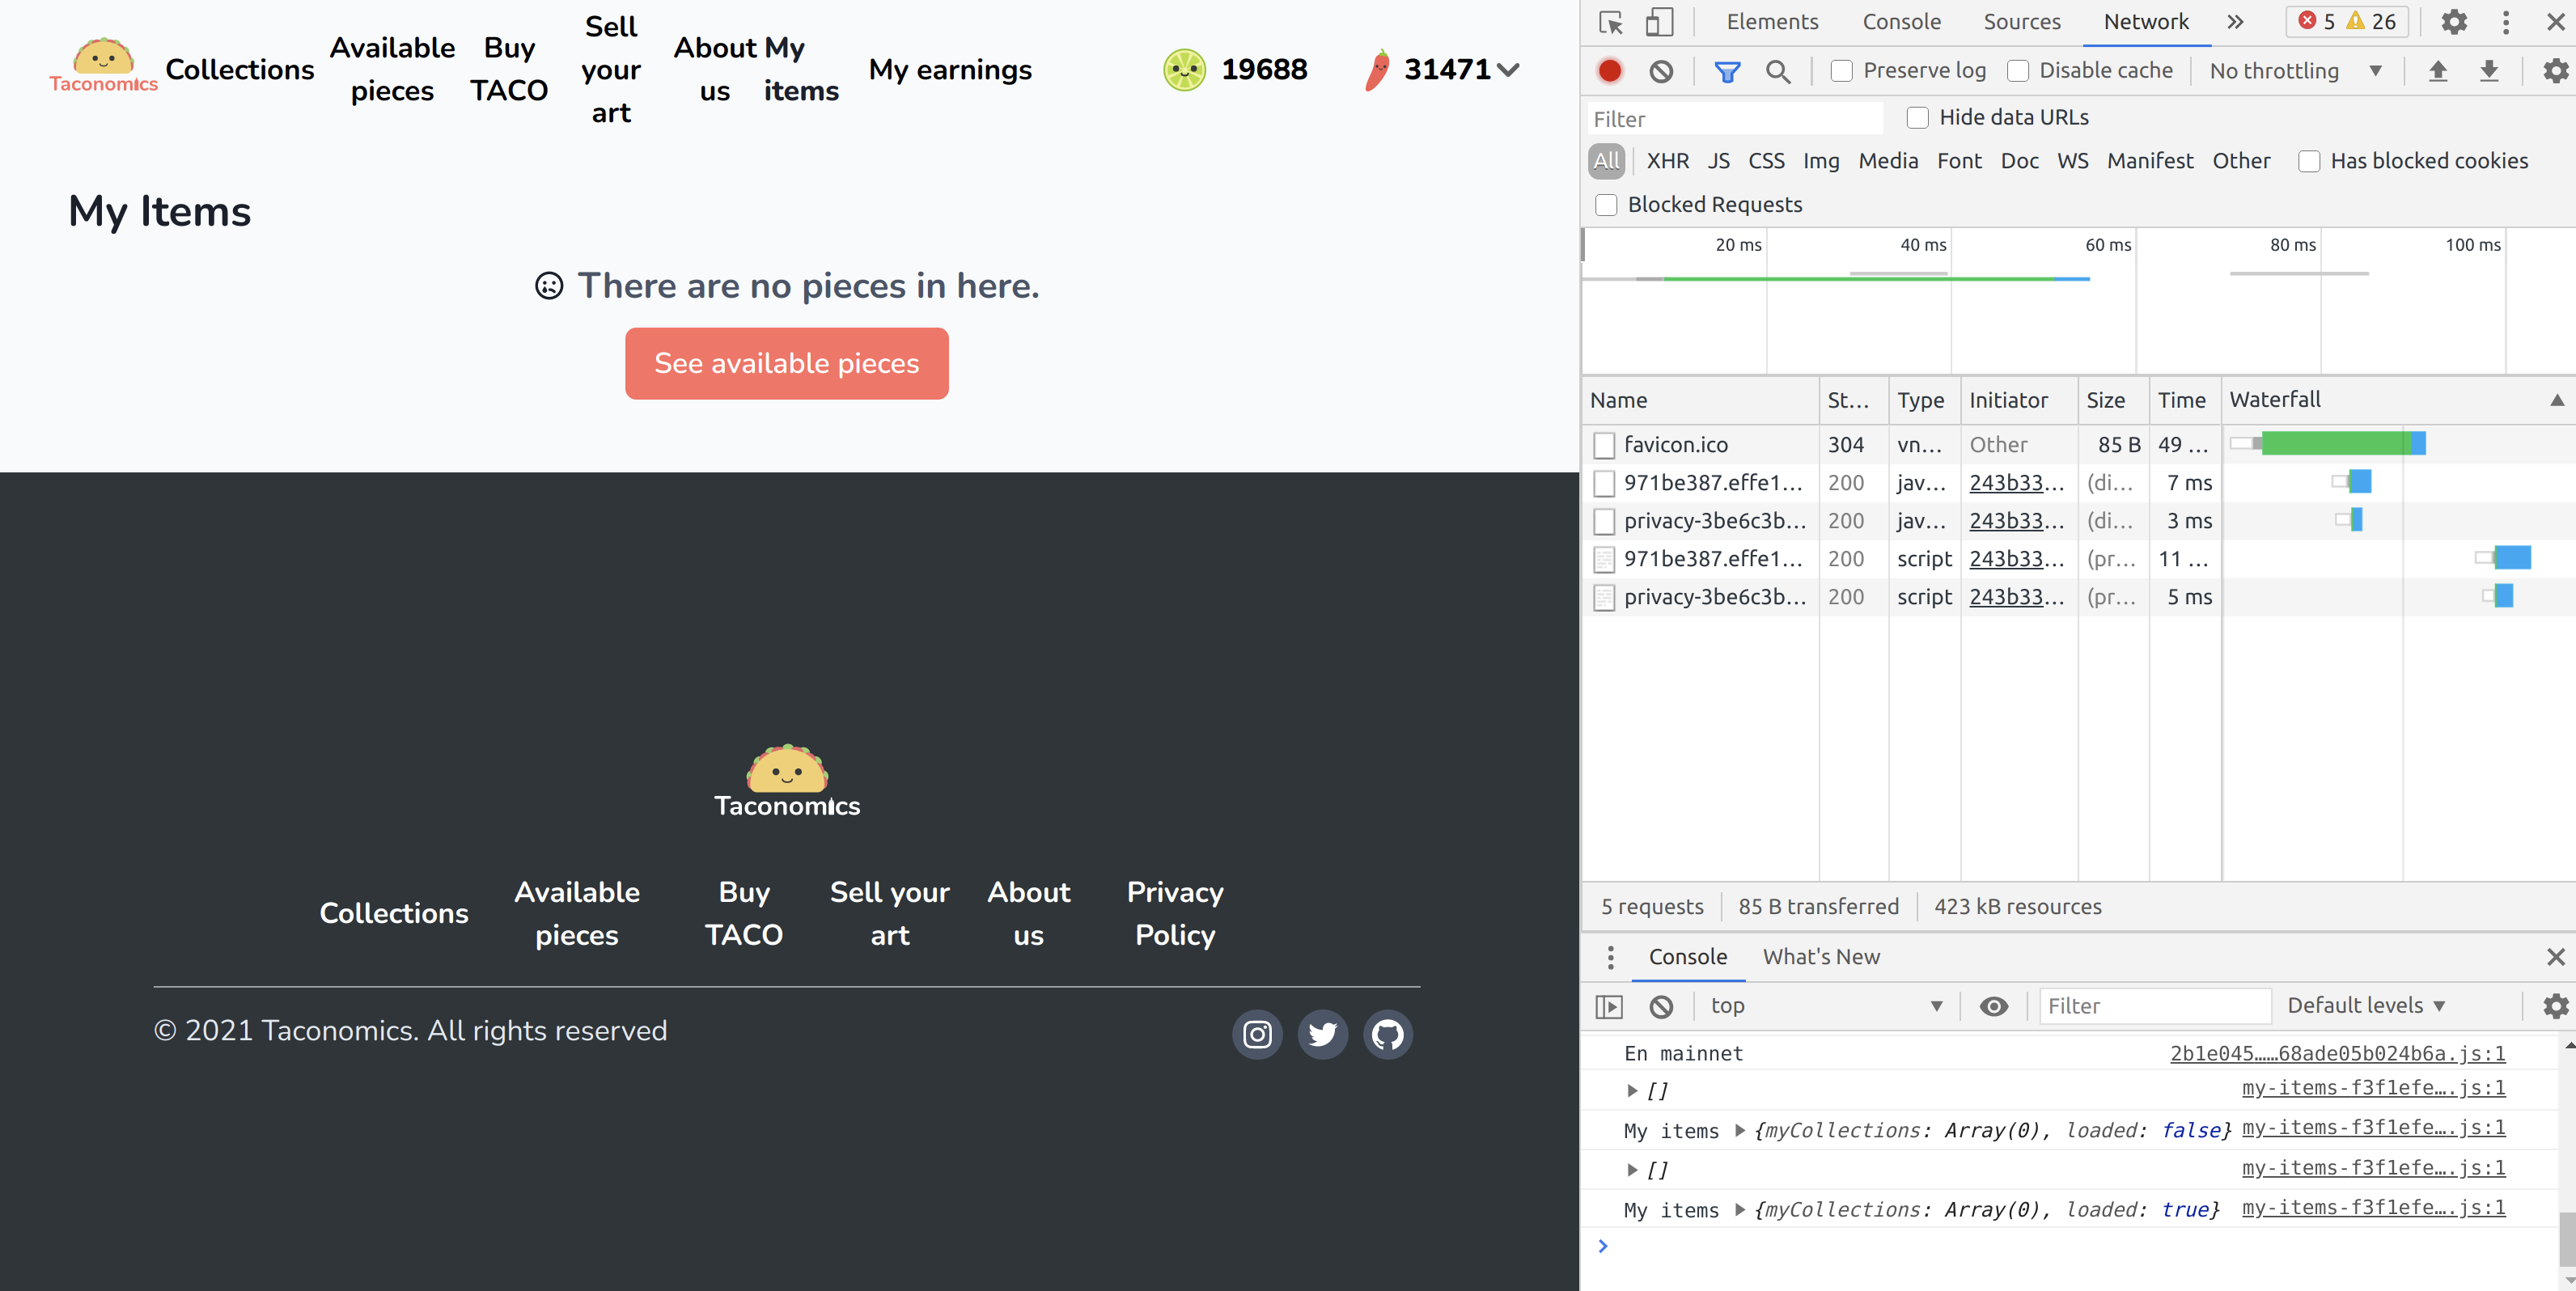 Taconomics
Collections
Available pieces
Buy TACO
Sell your art
About us
My items
My earnings
19688
31471
My Items
There are no pieces in here.
See available pieces
Taconomics
Collections
Available pieces
Buy TACO
Sell your art
About us
Privacy Policy
© 2021 Taconomics. All rights reserved
Elements Console Sources Network » 5 26
Preserve log Disable cache No throttling ▼
Filter Hide data URLs
All XHR JS CSS Img Media Font Doc WS Manifest Other Has blocked cookies
Blocked Requests
20 ms 40 ms 60 ms 80 ms 100 ms
Name St... Type Initiator Size Time Waterfall ▲
favicon.ico 304 vn... Other 85 B 49 ...
971be387.effe1... 200 jav... 243b33... (di... 7 ms
privacy-3be6c3b... 200 jav... 243b33... (di... 3 ms
971be387.effe1... 200 script 243b33... (pr... 11 ...
privacy-3be6c3b... 200 script 243b33... (pr... 5 ms
5 requests 85 B transferred 423 kB resources
Console What's New
top ▼ Filter Default levels ▼
En mainnet 2b1e045……68ade05b024b6a.js:1
▶ [] my-items-f3f1efe….js:1
My items ▶ {myCollections: Array(0), loaded: false} my-items-f3f1efe….js:1
▶ [] my-items-f3f1efe….js:1
My items ▶ {myCollections: Array(0), loaded: true} my-items-f3f1efe….js:1